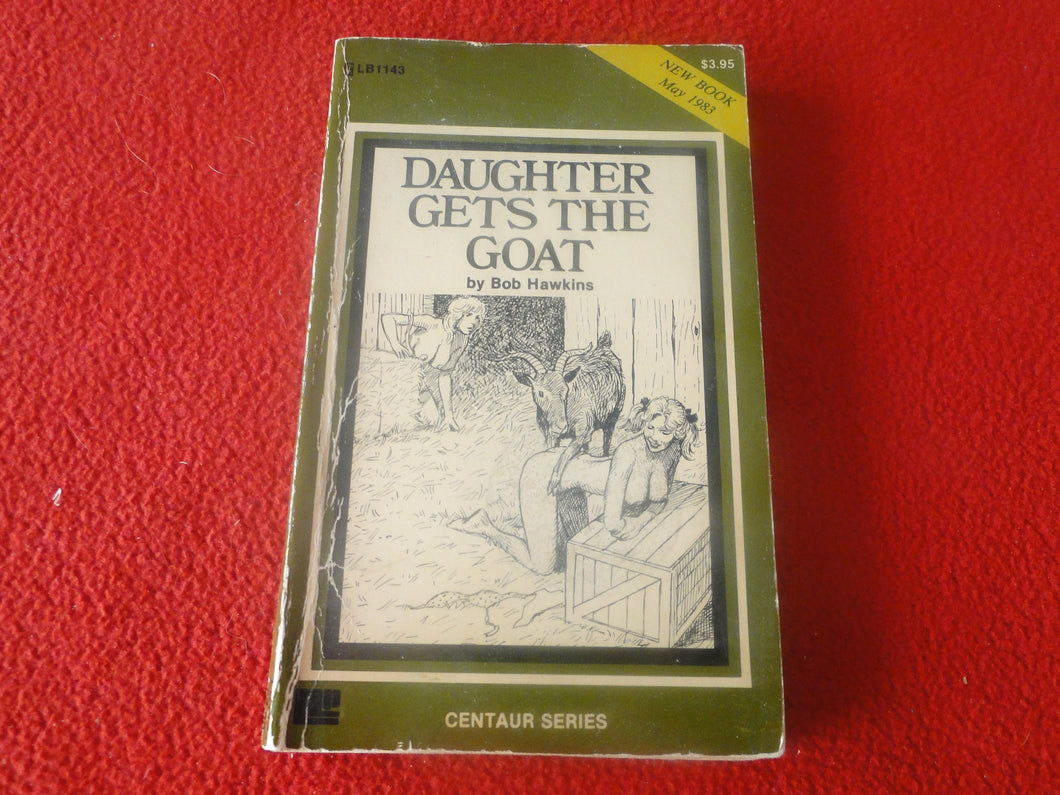 LB1143
$3.95
NEW BOOK
May 1983
DAUGHTER
GETS THE
GOAT
by Bob Hawkins
CENTAUR SERIES